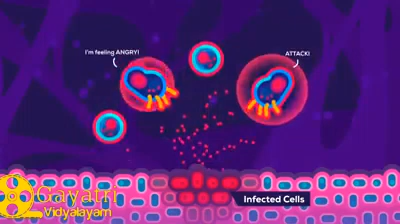 I'm feeling ANGRY!
ATTACK!
Infected Cells
Gayatri
Vidyalayam